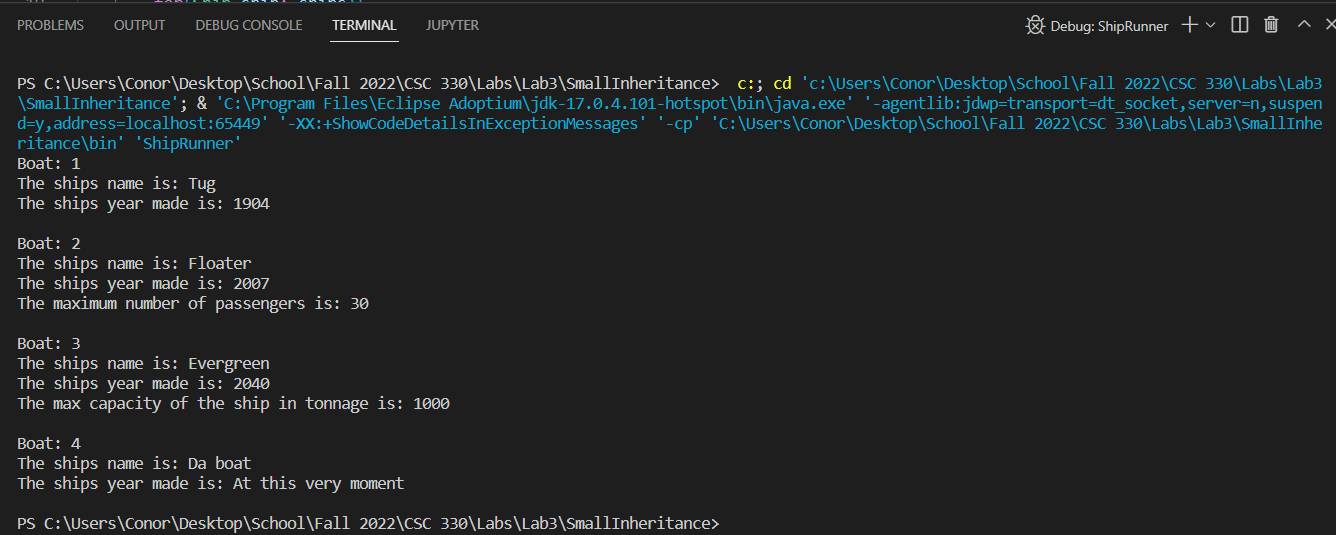 PROBLEMS OUTPUT DEBUG CONSOLE TERMINAL JUPYTER Debug: ShipRunner
PS C:\Users\Conor\Desktop\School\Fall 2022\CSC 330\Labs\Lab3\SmallInheritance>  c:; cd 'c:\Users\Conor\Desktop\School\Fall 2022\CSC 330\Labs\Lab3
\SmallInheritance'; & 'C:\Program Files\Eclipse Adoptium\jdk-17.0.4.101-hotspot\bin\java.exe' '-agentlib:jdwp=transport=dt_socket,server=n,suspen
d=y,address=localhost:65449' '-XX:+ShowCodeDetailsInExceptionMessages' '-cp' 'C:\Users\Conor\Desktop\School\Fall 2022\CSC 330\Labs\Lab3\SmallInhe
ritance\bin' 'ShipRunner'
Boat: 1
The ships name is: Tug
The ships year made is: 1904
Boat: 2
The ships name is: Floater
The ships year made is: 2007
The maximum number of passengers is: 30
Boat: 3
The ships name is: Evergreen
The ships year made is: 2040
The max capacity of the ship in tonnage is: 1000
Boat: 4
The ships name is: Da boat
The ships year made is: At this very moment
PS C:\Users\Conor\Desktop\School\Fall 2022\CSC 330\Labs\Lab3\SmallInheritance>